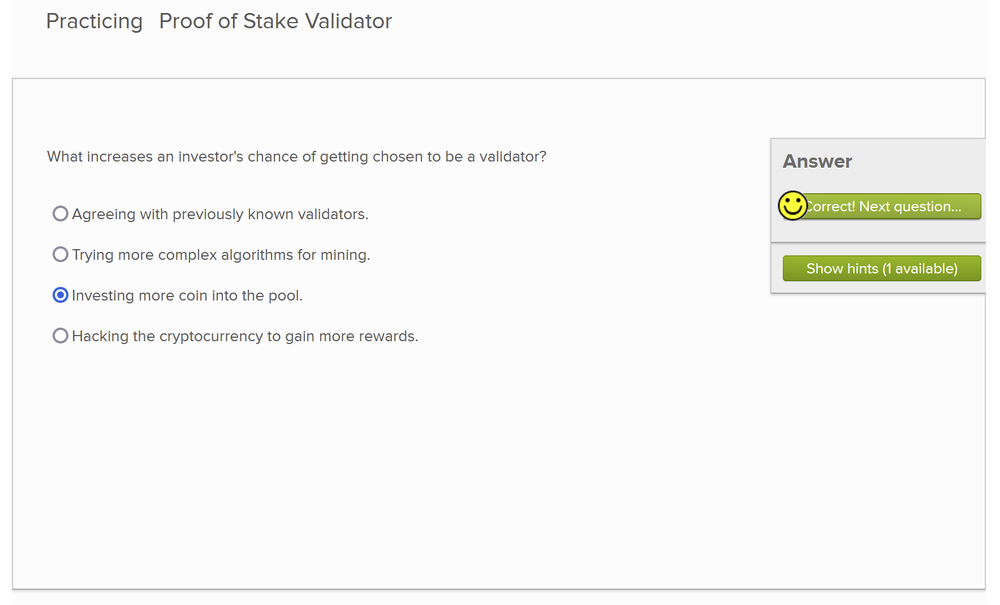 Practicing Proof of Stake Validator
What increases an investor's chance of getting chosen to be a validator?
Agreeing with previously known validators.
Trying more complex algorithms for mining.
Investing more coin into the pool.
Hacking the cryptocurrency to gain more rewards.
Answer
Correct! Next question...
Show hints (1 available)